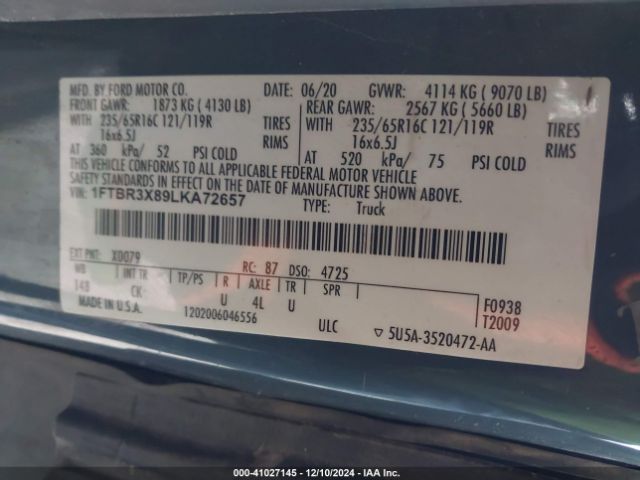 MFD. BY FORD MOTOR CO. DATE: 06/20 GVWR: 4114 KG ( 9070 LB)
FRONT GAWR: 1873 KG ( 4130 LB) REAR GAWR: 2567 KG ( 5660 LB)
WITH 235/65R16C 121/119R TIRES WITH 235/65R16C 121/119R TIRES
16x6.5J RIMS 16x6.5J RIMS
AT 360 kPa/ 52 PSI COLD AT 520 kPa/ 75 PSI COLD
THIS VEHICLE CONFORMS TO ALL APPLICABLE FEDERAL MOTOR VEHICLE
SAFETY STANDARDS IN EFFECT ON THE DATE OF MANUFACTURE SHOWN ABOVE.
VIN: 1FTBR3X89LKA72657 TYPE: Truck
EXT PNT: X0079 RC: 87 DSO: 4725
WB INT TR TP/PS R AXLE TR SPR
148 CK U 4L U F0938
T2009
MADE IN U.S.A. 1202006046556 ULC ▽ 5U5A-3520472-AA
000-41027145 - 12/10/2024 - IAA Inc.